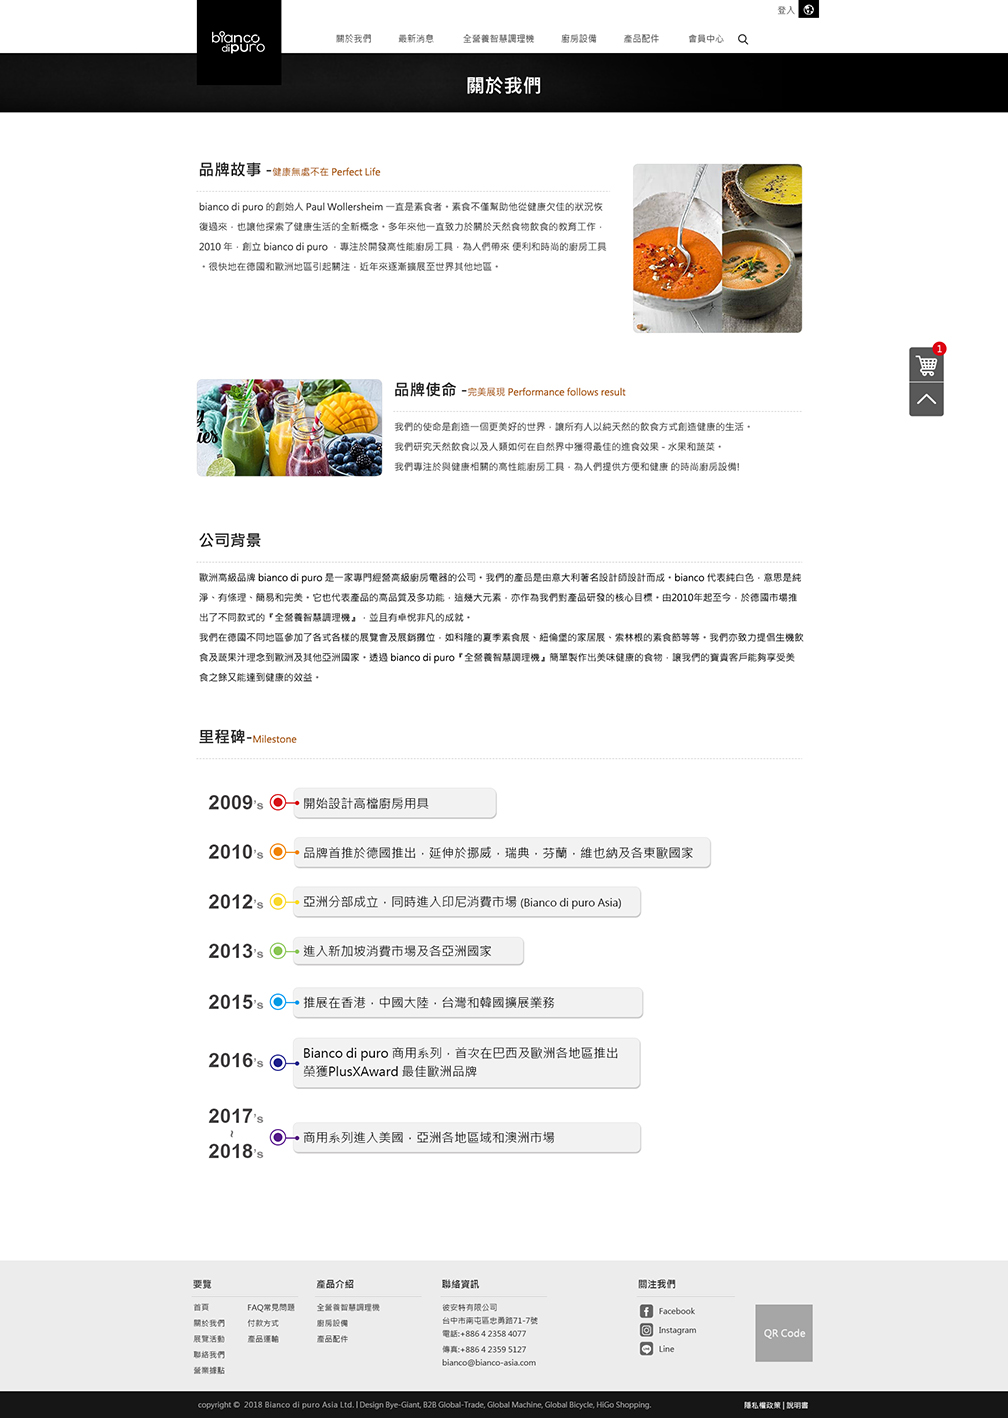 登入
bianco
di puro
關於我們 最新消息 全營養智慧調理機 廚房設備 產品配件 會員中心
關於我們
品牌故事 -健康無處不在 Perfect Life
bianco di puro 的創始人 Paul Wollersheim 一直是素食者。素食不僅幫助他從健康欠佳的狀況恢
復過來，也讓他探索了健康生活的全新概念。多年來他一直致力於關於天然食物飲食的教育工作，
2010 年，創立 bianco di puro ，專注於開發高性能廚房工具，為人們帶來 便利和時尚的廚房工具
。很快地在德國和歐洲地區引起關注，近年來逐漸擴展至世界其他地區。
1
品牌使命 -完美展現 Performance follows result
我們的使命是創造一個更美好的世界，讓所有人以純天然的飲食方式創造健康的生活。
我們研究天然飲食以及人類如何在自然界中獲得最佳的進食效果 - 水果和蔬菜。
我們專注於與健康相關的高性能廚房工具，為人們提供方便和健康 的時尚廚房設備!
公司背景
歐洲高級品牌 bianco di puro 是一家專門經營高級廚房電器的公司。我們的產品是由意大利著名設計師設計而成。bianco 代表純白色，意思是純
淨、有條理、簡易和完美。它也代表產品的高品質及多功能，這幾大元素，亦作為我們對產品研發的核心目標。由2010年起至今，於德國市場推
出了不同款式的『全營養智慧調理機』，並且有卓悅非凡的成就。
我們在德國不同地區參加了各式各樣的展覽會及展銷攤位，如科隆的夏季素食展、紐倫堡的家居展、索林根的素食節等等。我們亦致力提倡生機飲
食及蔬果汁理念到歐洲及其他亞洲國家。透過 bianco di puro『全營養智慧調理機』簡單製作出美味健康的食物，讓我們的寶貴客戶能夠享受美
食之餘又能達到健康的效益。
里程碑-Milestone
2009's 開始設計高檔廚房用具
2010's 品牌首推於德國推出，延伸於挪威，瑞典，芬蘭，維也納及各東歐國家
2012's 亞洲分部成立，同時進入印尼消費市場 (Bianco di puro Asia)
2013's 進入新加坡消費市場及各亞洲國家
2015's 推展在香港，中國大陸，台灣和韓國擴展業務
2016's Bianco di puro 商用系列，首次在巴西及歐洲各地區推出
榮獲PlusXAward 最佳歐洲品牌
2017's
~
2018's 商用系列進入美國，亞洲各地區域和澳洲市場
要覽
首頁 FAQ常見問題
關於我們 付款方式
展覽活動 產品運輸
聯絡我們
營業據點
產品介紹
全營養智慧調理機
廚房設備
產品配件
聯絡資訊
彼安特有限公司
台中市南屯區忠勇路71-7號
電話:+886 4 2358 4077
傳真:+886 4 2359 5127
bianco@bianco-asia.com
關注我們
Facebook
Instagram
Line
QR Code
copyright © 2018 Bianco di puro Asia Ltd. | Design Bye-Giant, B2B Global-Trade, Global Machine, Global Bicycle, HiGo Shopping.
隱私權政策 | 說明書